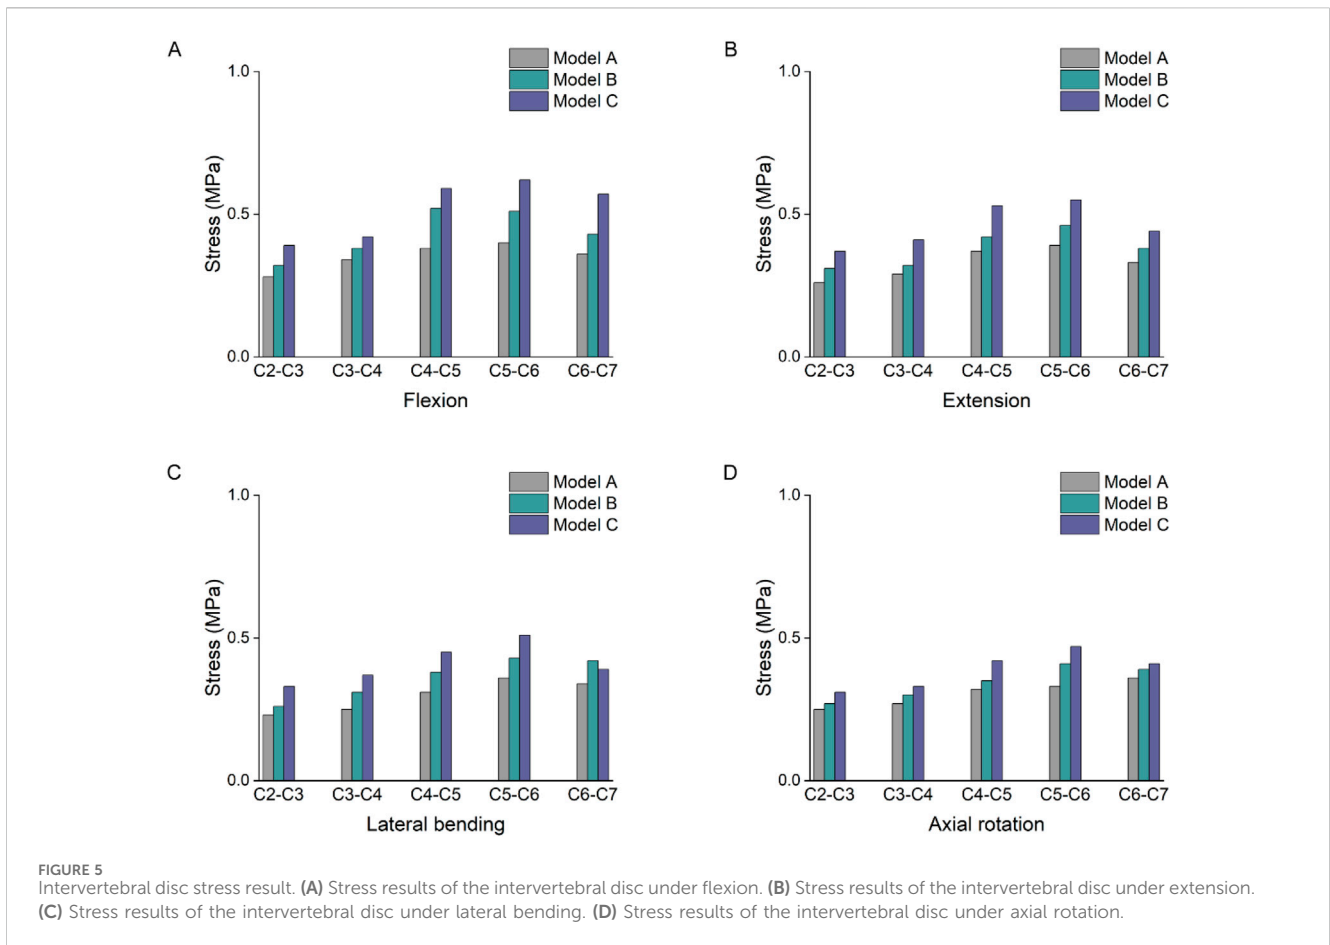 A
Model A
Model B
Model C
1.0
0.5
0.0
Stress (MPa)
C2-C3 C3-C4 C4-C5 C5-C6 C6-C7
Flexion
B
Model A
Model B
Model C
1.0
0.5
0.0
Stress (MPa)
C2-C3 C3-C4 C4-C5 C5-C6 C6-C7
Extension
C
Model A
Model B
Model C
1.0
0.5
0.0
Stress (MPa)
C2-C3 C3-C4 C4-C5 C5-C6 C6-C7
Lateral bending
D
Model A
Model B
Model C
1.0
0.5
0.0
Stress (MPa)
C2-C3 C3-C4 C4-C5 C5-C6 C6-C7
Axial rotation
FIGURE 5
Intervertebral disc stress result. (A) Stress results of the intervertebral disc under flexion. (B) Stress results of the intervertebral disc under extension.
(C) Stress results of the intervertebral disc under lateral bending. (D) Stress results of the intervertebral disc under axial rotation.